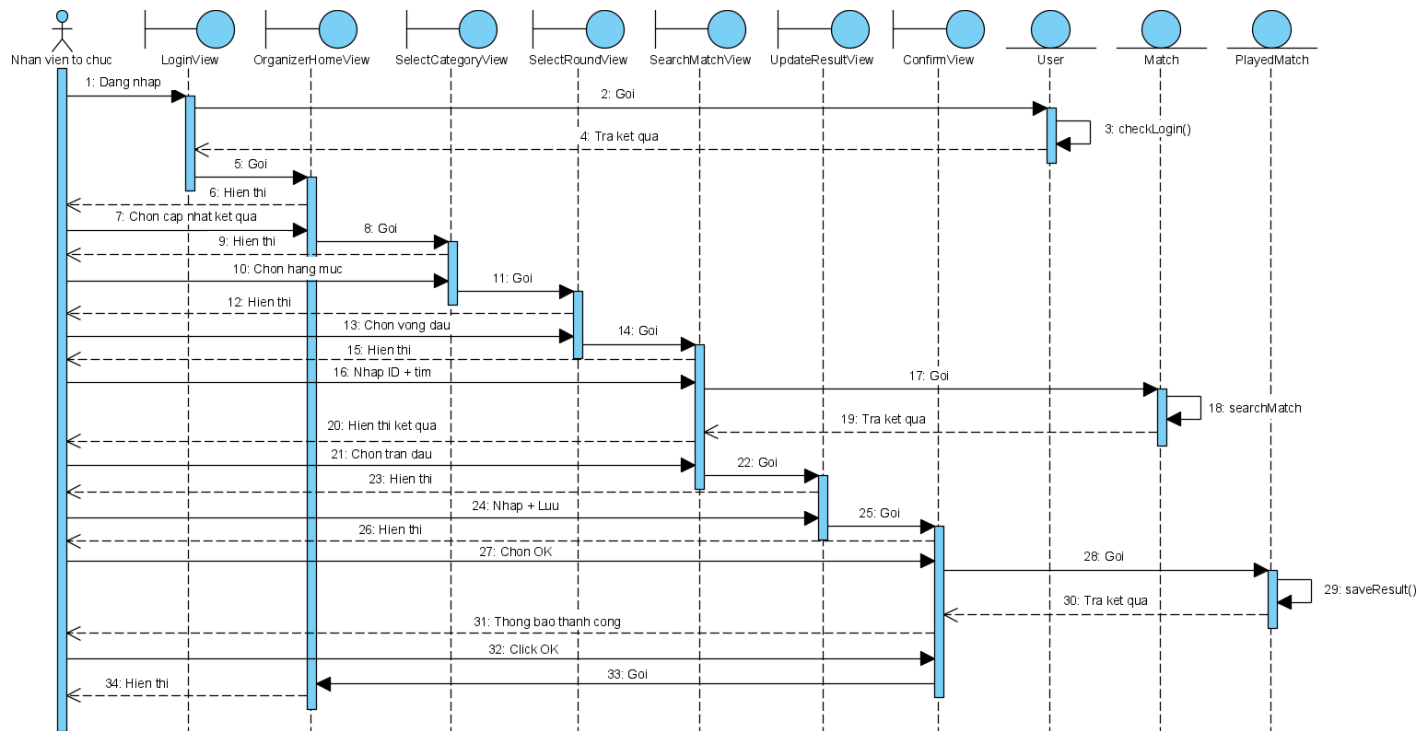 Nhan vien to chuc
LoginView
OrganizerHomeView
SelectCategoryView
SelectRoundView
SearchMatchView
UpdateResultView
ConfirmView
User
Match
PlayedMatch
1: Dang nhap
2: Goi
3: checkLogin()
4: Tra ket qua
5: Goi
6: Hien thi
7: Chon cap nhat ket qua
8: Goi
9: Hien thi
10: Chon hang muc
11: Goi
12: Hien thi
13: Chon vong dau
14: Goi
15: Hien thi
16: Nhap ID + tim
17: Goi
18: searchMatch
19: Tra ket qua
20: Hien thi ket qua
21: Chon tran dau
22: Goi
23: Hien thi
24: Nhap + Luu
25: Goi
26: Hien thi
27: Chon OK
28: Goi
29: saveResult()
30: Tra ket qua
31: Thong bao thanh cong
32: Click OK
33: Goi
34: Hien thi